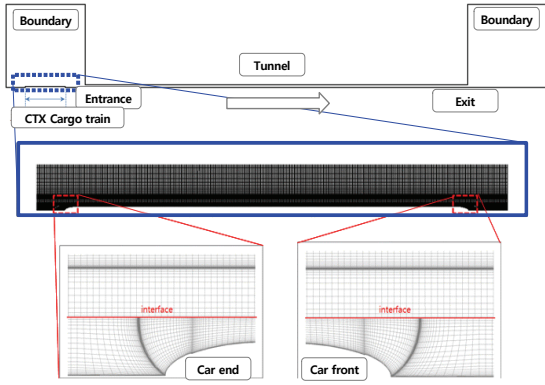 Boundary
Boundary
Tunnel
Entrance
Exit
CTX Cargo train
interface
interface
Car end
Car front